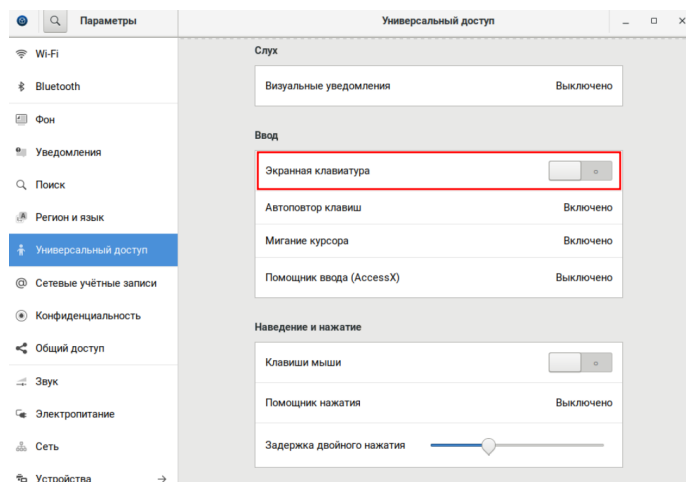 Параметры
Универсальный доступ
Wi-Fi
Bluetooth
Фон
Уведомления
Поиск
Регион и язык
Универсальный доступ
Сетевые учётные записи
Конфиденциальность
Общий доступ
Звук
Электропитание
Сеть
Устройства
Слух
Визуальные уведомления Выключено
Ввод
Экранная клавиатура
Автоповтор клавиш Включено
Мигание курсора Включено
Помощник ввода (AccessX) Выключено
Наведение и нажатие
Клавиши мыши
Помощник нажатия Выключено
Задержка двойного нажатия